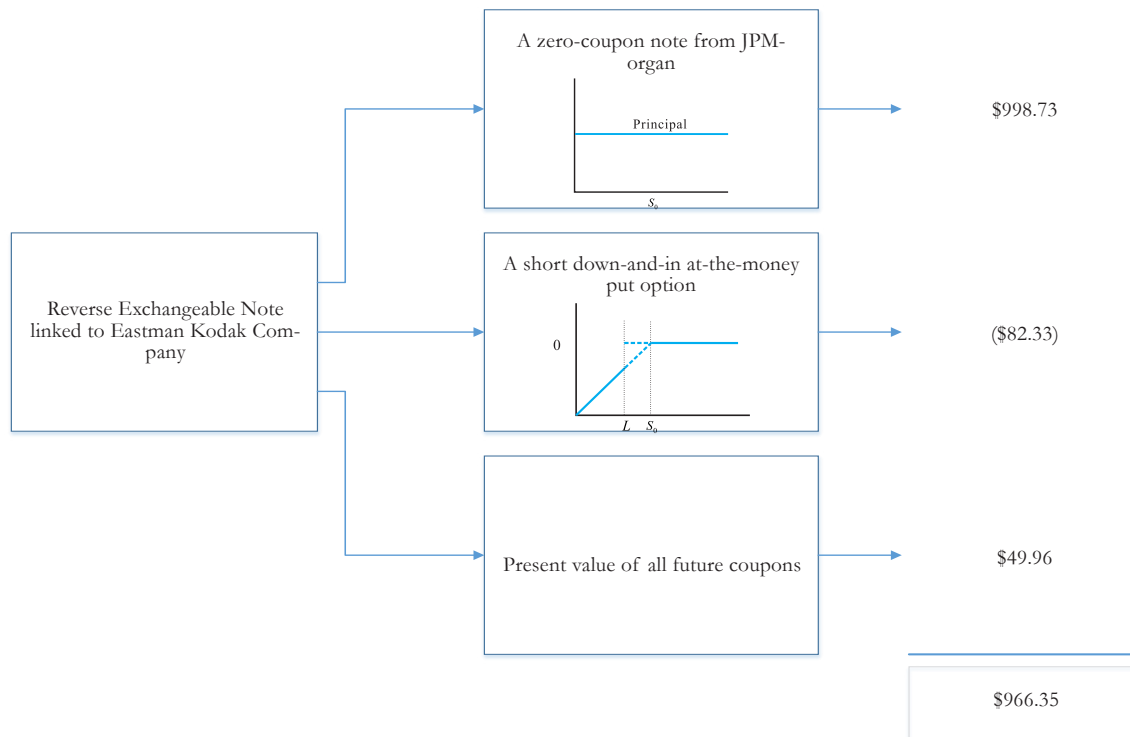 Reverse Exchangeable Note
linked to Eastman Kodak Com-
pany
A zero-coupon note from JPM-
organ
Principal
S₀
$998.73
A short down-and-in at-the-money
put option
0
L S₀
($82.33)
Present value of all future coupons
$49.96
$966.35